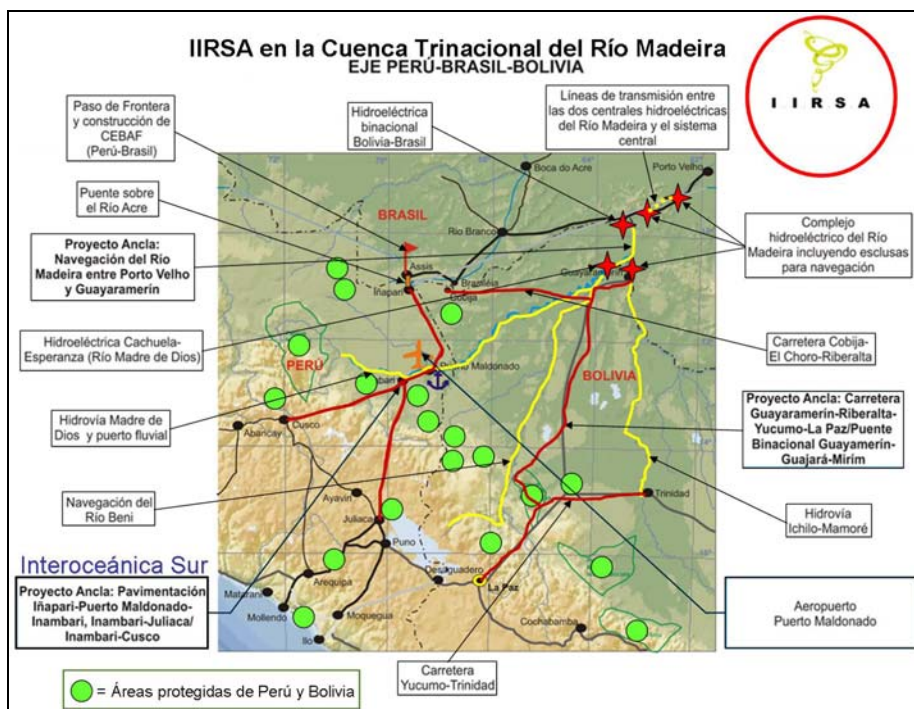 IIRSA en la Cuenca Trinacional del Río Madeira
EJE PERÚ-BRASIL-BOLIVIA
I I R S A
Paso de Frontera
y construcción de
CEBAF
(Perú-Brasil)
Hidroeléctrica
binacional
Bolivia-Brasil
Líneas de transmisión entre
las dos centrales hidroeléctricas
del Río Madeira y el sistema
central
Puente sobre
el Río Acre
Proyecto Ancla:
Navegación del Río
Madeira entre Porto Velho
y Guayaramerín
Complejo
hidroeléctrico del Río
Madeira incluyendo esclusas
para navegación
Hidroeléctrica Cachuela-
Esperanza (Río Madre de Dios)
Carretera Cobija-
El Choro-Riberalta
Hidrovía Madre de
Dios y puerto fluvial
Proyecto Ancla: Carretera
Guayaramerín-Riberalta-
Yucumo-La Paz/Puente
Binacional Guayamerín-
Guajará-Mirím
Navegación del
Río Beni
Hidrovía
Ichilo-Mamoré
Interoceánica Sur
Proyecto Ancla: Pavimentación
Iñapari-Puerto Maldonado-
Inambari, Inambari-Juliaca/
Inambari-Cusco
Aeropuerto
Puerto Maldonado
Carretera
Yucumo-Trinidad
= Áreas protegidas de Perú y Bolivia
Porto Velho
Boca do Acre
BRASIL
Rio Branco
Assis
Iñapari
Brasiléia
Cobija
Guayaramerín
PERÚ
Maldonado
BOLIVIA
Abancay
Cusco
Ayaviri
Juliaca
Puno
Trinidad
Desaguadero
La Paz
Arequipa
Matarani
Mollendo
Moquegua
Ilo
Cochabamba